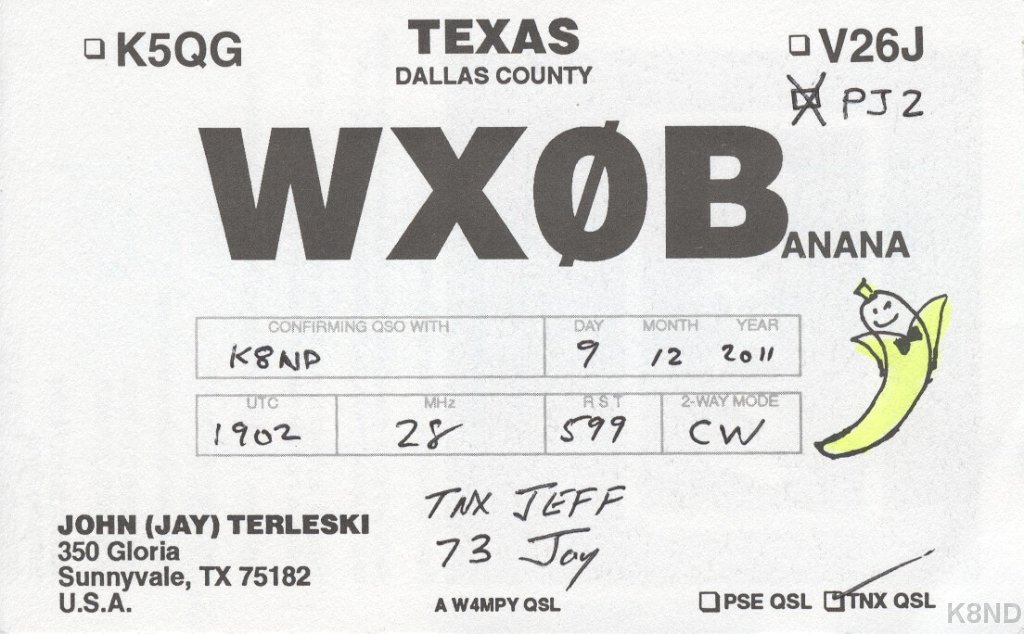 K5QG
TEXAS
V26J
DALLAS COUNTY
PJ2
WXØBANANA
CONFIRMING QSO WITH DAY MONTH YEAR
K8ND 9 12 2011
UTC MHz RST 2-WAY MODE
1902 28 599 CW
TNX JEFF
73 Jay
JOHN (JAY) TERLESKI
350 Gloria
Sunnyvale, TX 75182
U.S.A.
A W4MPY QSL
PSE QSL TNX QSL
K8ND